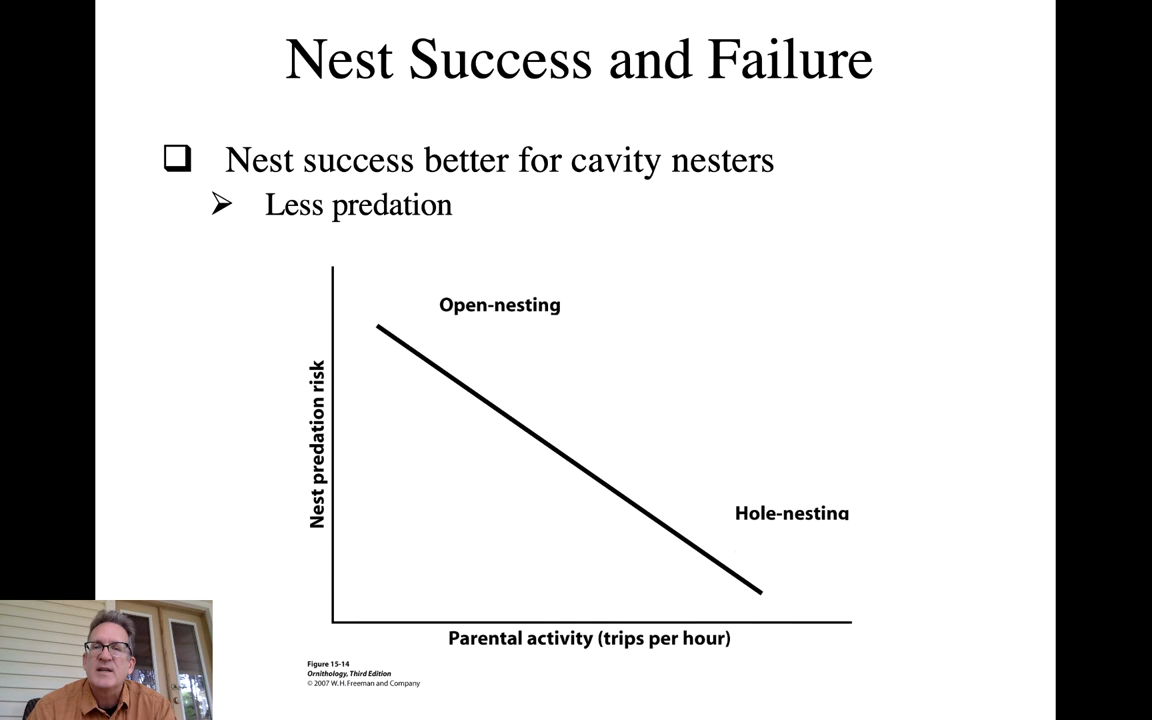 Nest Success and Failure
Nest success better for cavity nesters
Less predation
Open-nesting
Nest predation risk
Hole-nesting
Parental activity (trips per hour)
Figure 15-14
Ornithology, Third Edition
© 2007 W. H. Freeman and Company